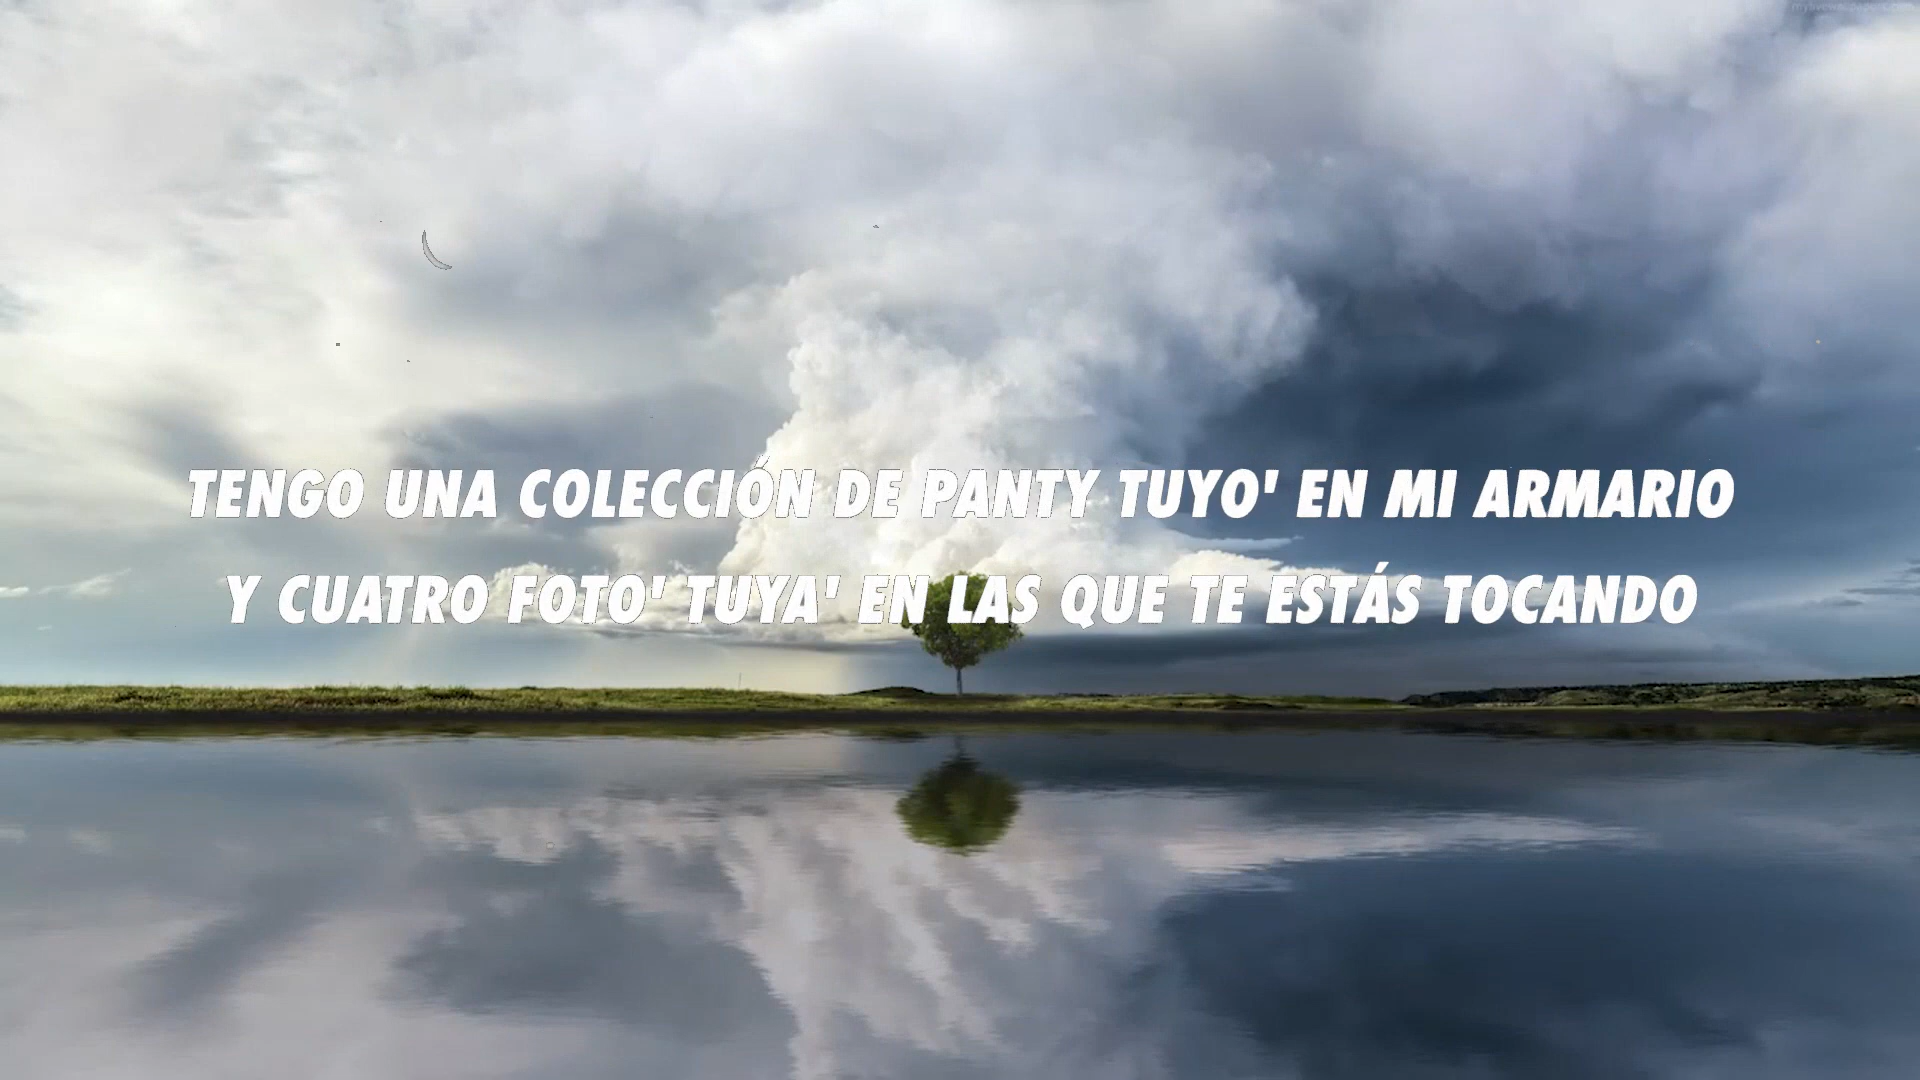 TENGO UNA COLECCIÓN DE PANTY TUYO' EN MI ARMARIO
Y CUATRO FOTO' TUYA' EN LAS QUE TE ESTÁS TOCANDO